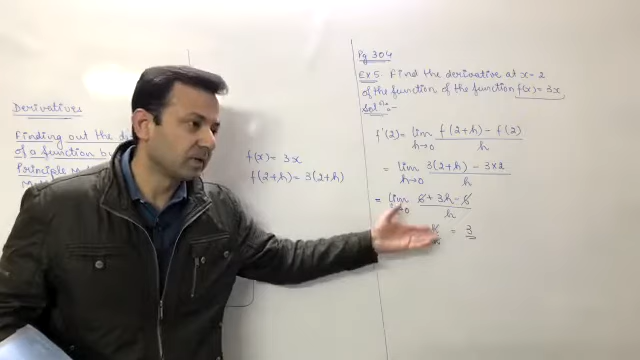 Derivatives
Finding out the d
of a function b
Principle
f(x) = 3x
f(2+h) = 3(2+h)
Pg 304
Ex 5. Find the derivative at x=2
of the function of the function f(x) = 3x
Solⁿ:-
f'(2) = lim h→0 f(2+h) - f(2) / h
= lim h→0 3(2+h) - 3×2 / h
= lim →0 6 + 3h - 6 / h
= 3